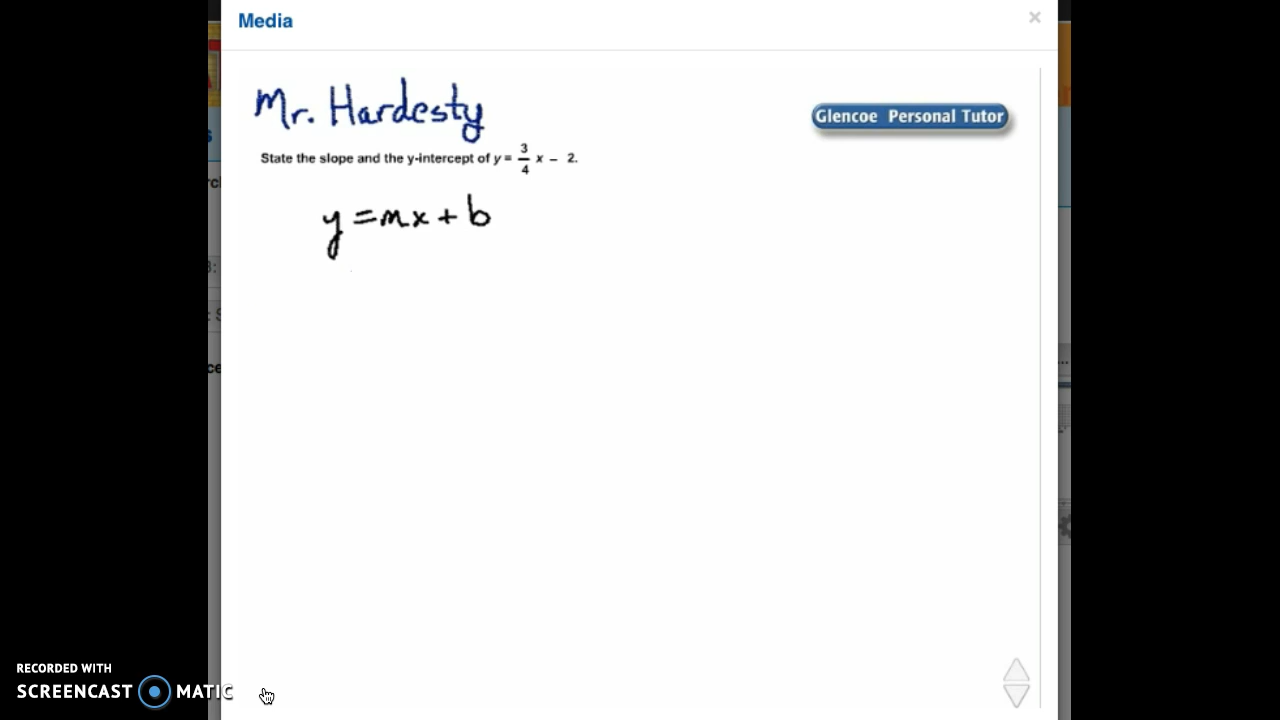 Media
×
Mr. Hardesty
Glencoe Personal Tutor
State the slope and the y-intercept of y = 3/4 x – 2.
y = mx + b
RECORDED WITH
SCREENCAST MATIC